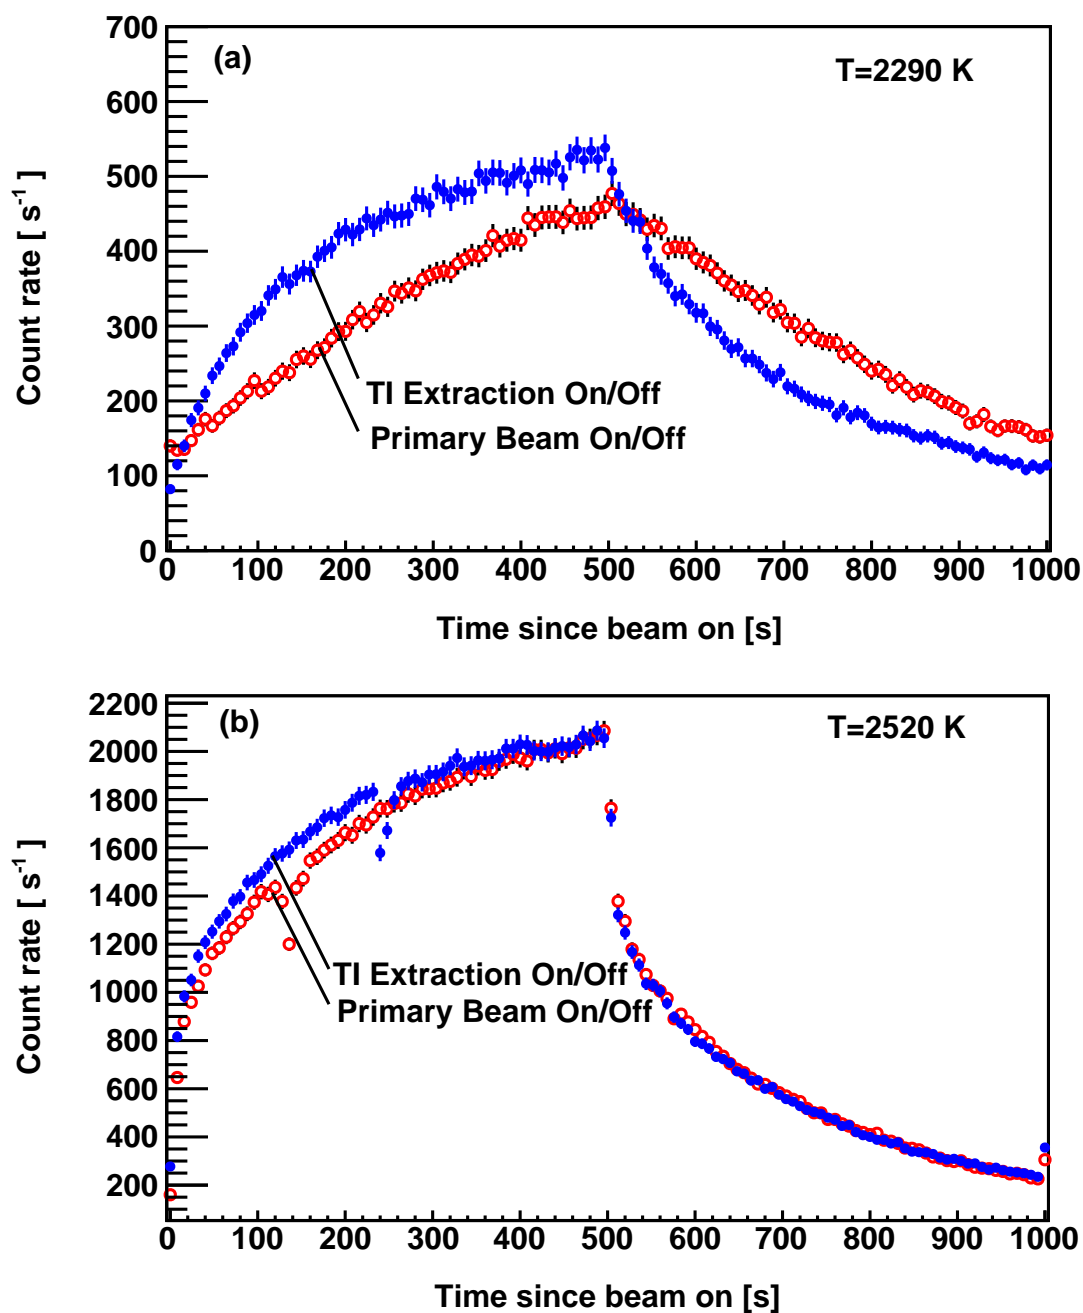 (a)
T=2290 K
Count rate [ s⁻¹]
700
600
500
400
300
200
100
0
TI Extraction On/Off
Primary Beam On/Off
0 100 200 300 400 500 600 700 800 900 1000
Time since beam on [s]
(b)
T=2520 K
Count rate [ s⁻¹]
2200
2000
1800
1600
1400
1200
1000
800
600
400
200
TI Extraction On/Off
Primary Beam On/Off
0 100 200 300 400 500 600 700 800 900 1000
Time since beam on [s]